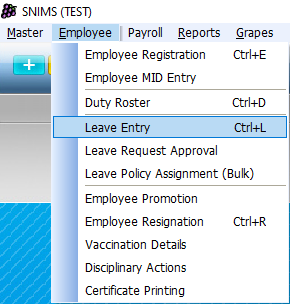 SNIMS (TEST)
Master Employee Payroll Reports Grapes
Employee Registration Ctrl+E
Employee MID Entry
Duty Roster Ctrl+D
Leave Entry Ctrl+L
Leave Request Approval
Leave Policy Assignment (Bulk)
Employee Promotion
Employee Resignation Ctrl+R
Vaccination Details
Disciplinary Actions
Certificate Printing